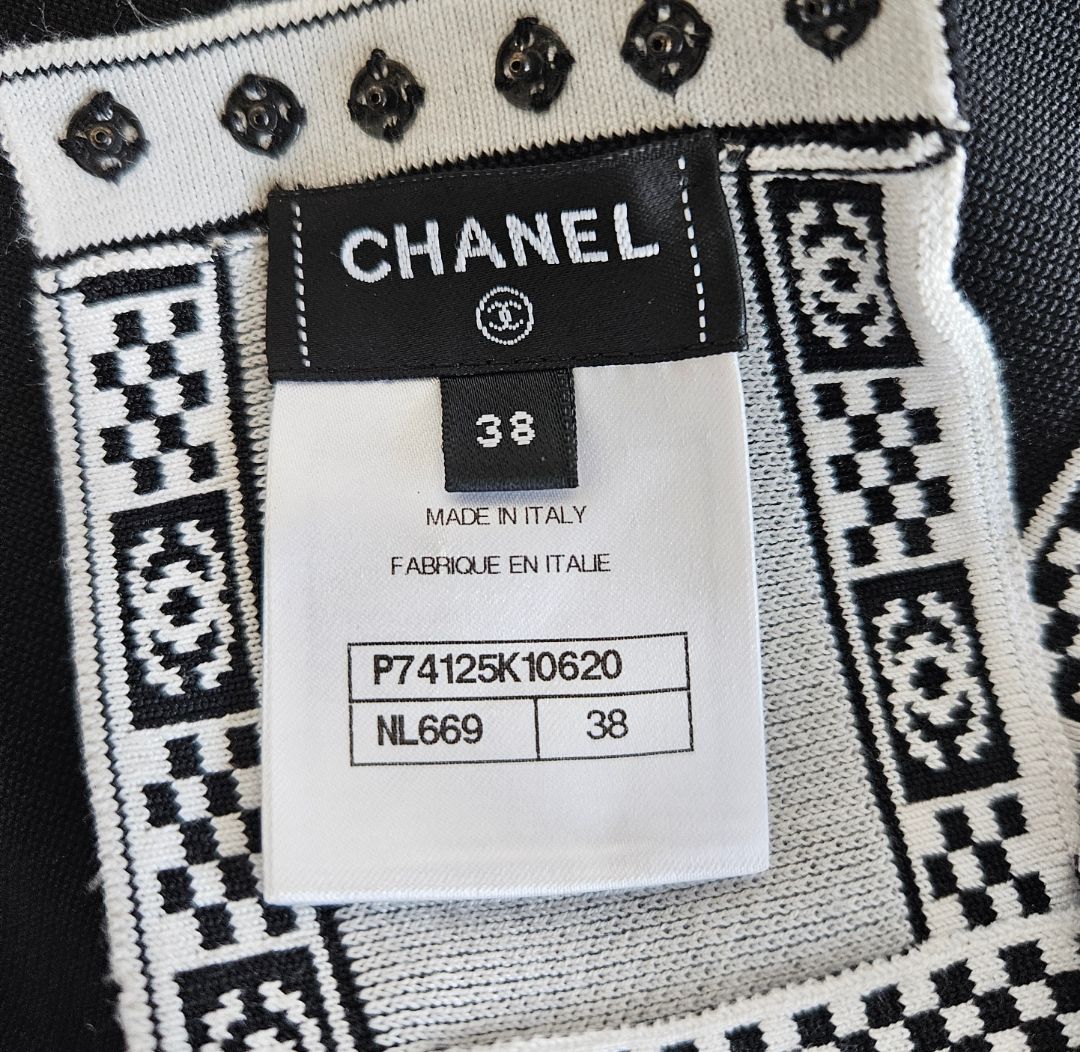 CHANEL
38
MADE IN ITALY
FABRIQUE EN ITALIE
P74125K10620
NL669 38